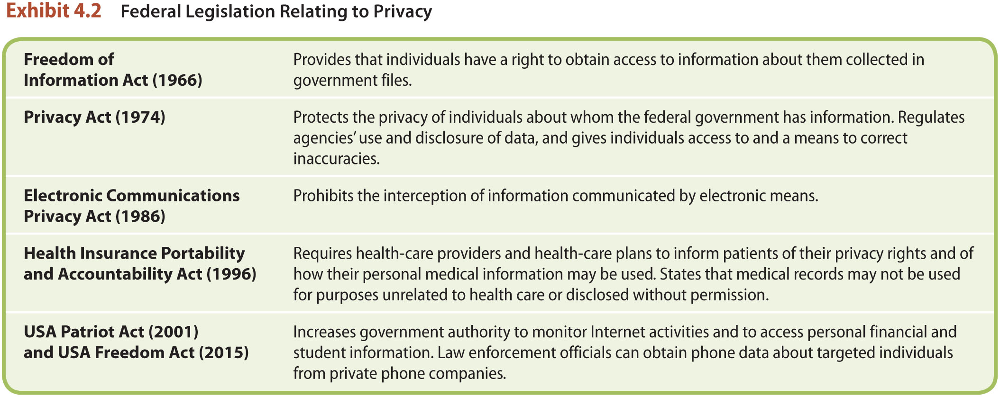 Exhibit 4.2 Federal Legislation Relating to Privacy
Freedom of
Information Act (1966)
Provides that individuals have a right to obtain access to information about them collected in
government files.
Privacy Act (1974)
Protects the privacy of individuals about whom the federal government has information. Regulates
agencies’ use and disclosure of data, and gives individuals access to and a means to correct
inaccuracies.
Electronic Communications
Privacy Act (1986)
Prohibits the interception of information communicated by electronic means.
Health Insurance Portability
and Accountability Act (1996)
Requires health-care providers and health-care plans to inform patients of their privacy rights and of
how their personal medical information may be used. States that medical records may not be used
for purposes unrelated to health care or disclosed without permission.
USA Patriot Act (2001)
and USA Freedom Act (2015)
Increases government authority to monitor Internet activities and to access personal financial and
student information. Law enforcement officials can obtain phone data about targeted individuals
from private phone companies.